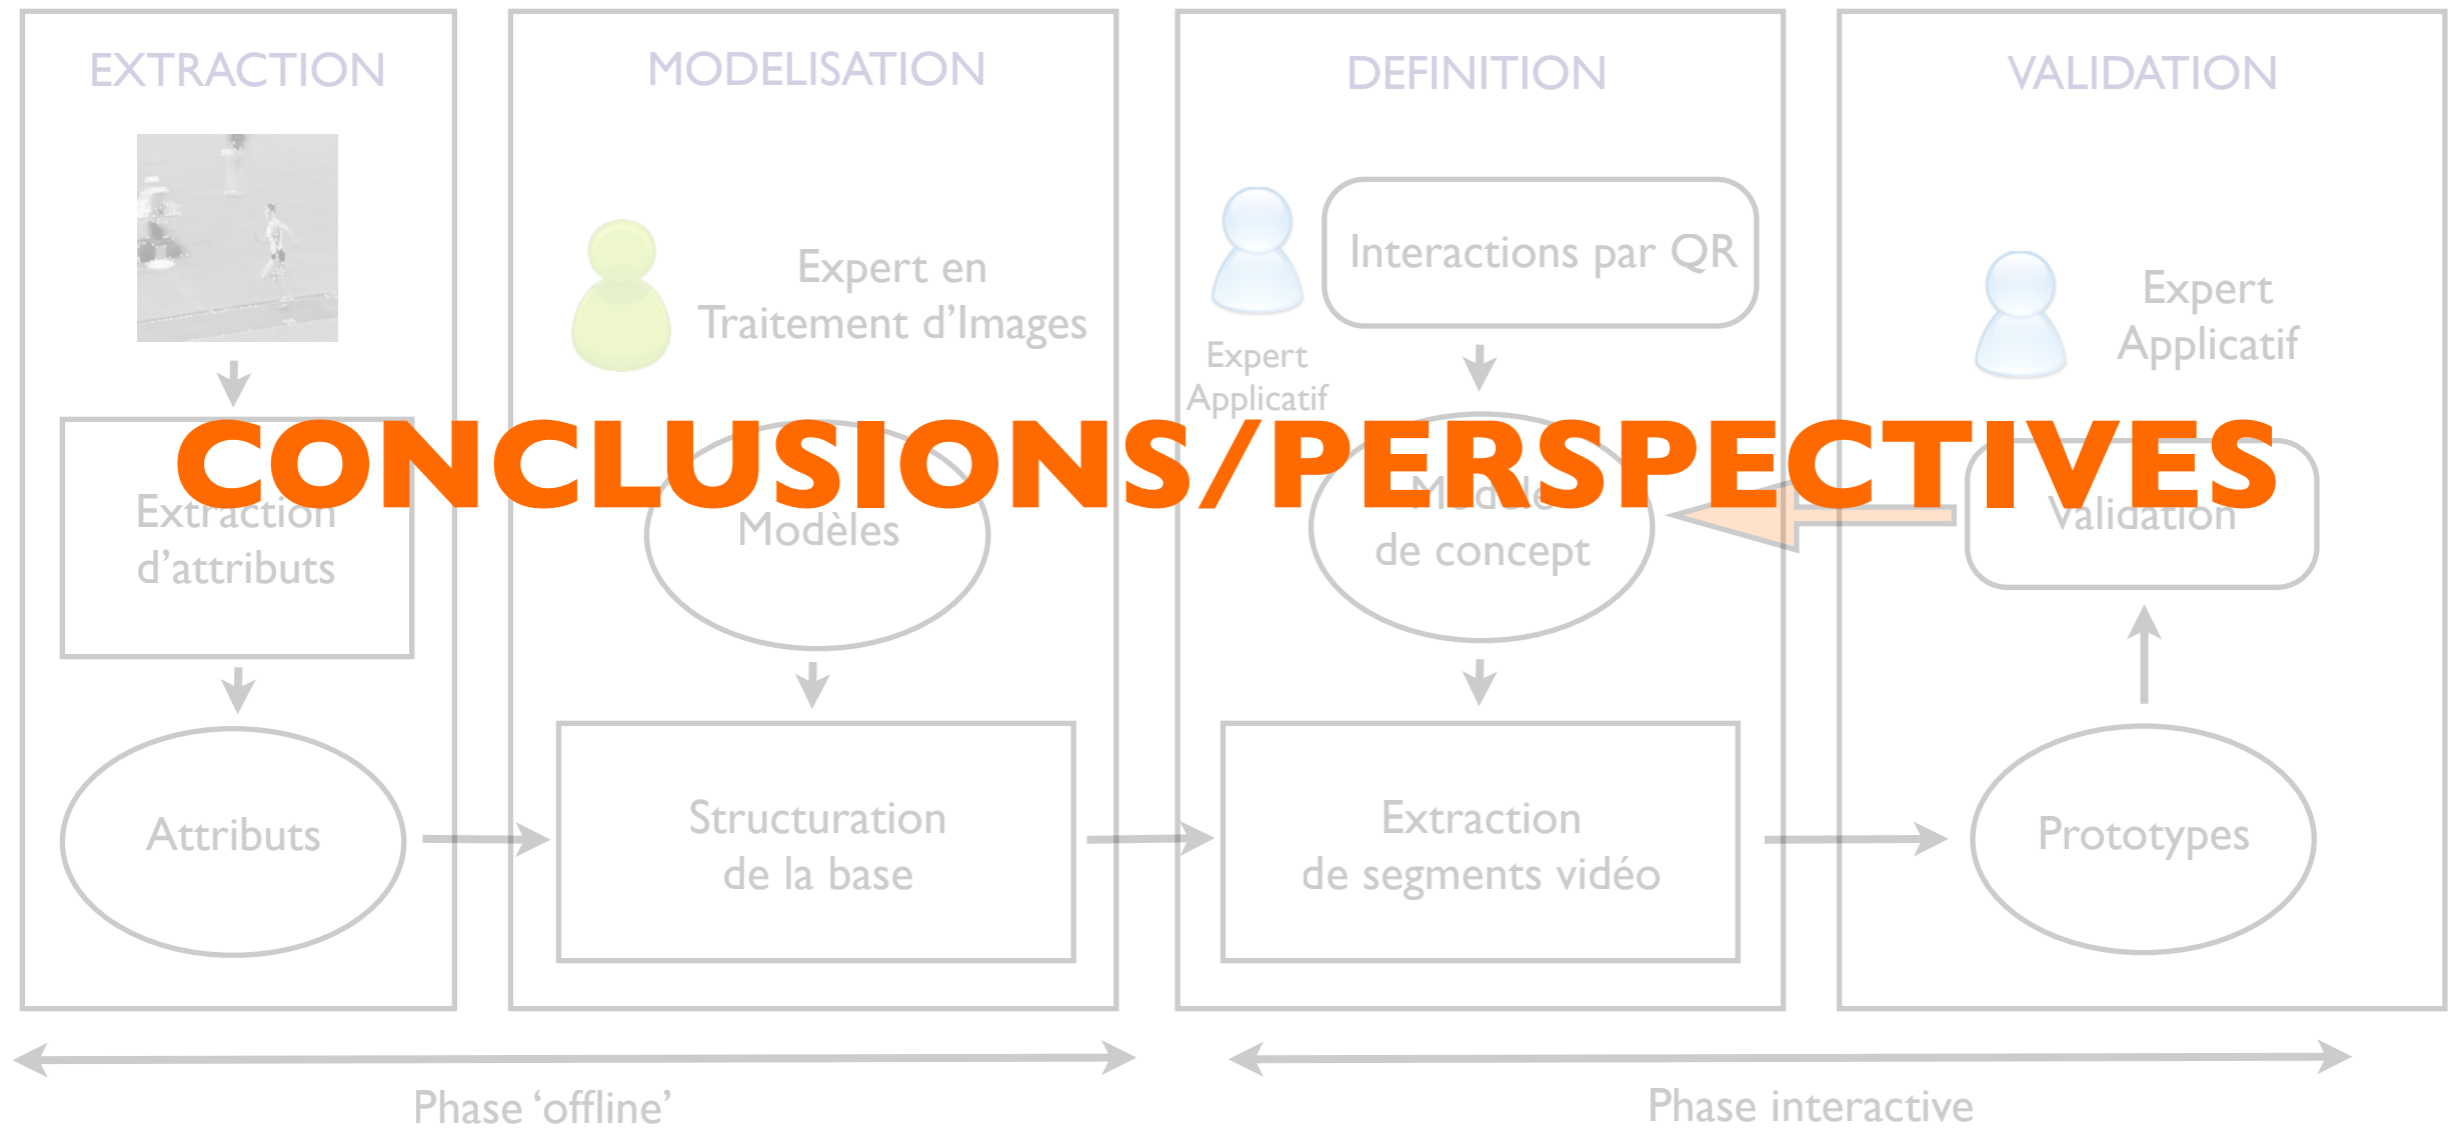 EXTRACTION
MODELISATION
DEFINITION
VALIDATION
Expert en
Traitement d’Images
Expert
Applicatif
Interactions par QR
Expert
Applicatif
CONCLUSIONS/PERSPECTIVES
Extraction
d’attributs
Modèles
Modèle
de concept
Validation
Attributs
Structuration
de la base
Extraction
de segments vidéo
Prototypes
Phase ‘offline’
Phase interactive